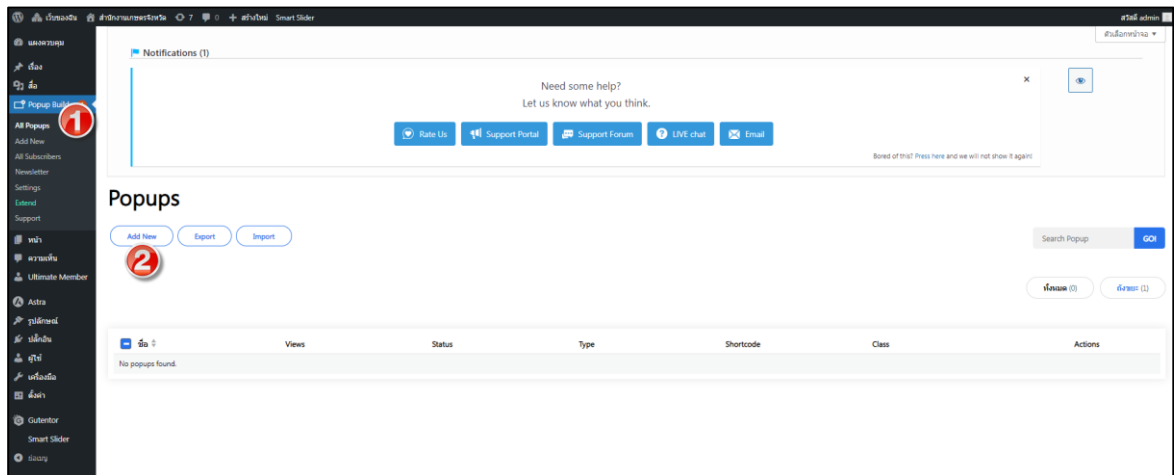 เว็บของฉัน สำนักงานเกษตรจังหวัด 7 0 + สร้างใหม่ Smart Slider สวัสดี admin
ตัวเลือกหน้าจอ
แผงควบคุม
เรื่อง
สื่อ
Popup Build
1
All Popups
Add New
All Subscribers
Newsletter
Settings
Extend
Support
หน้า
ความเห็น
Ultimate Member
Astra
รูปลักษณ์
ปลั๊กอิน
ผู้ใช้
เครื่องมือ
ตั้งค่า
Gutentor
Smart Slider
ย่อเมนู
Notifications (1)
Need some help?
Let us know what you think.
×
Rate Us Support Portal Support Forum LIVE chat Email
Bored of this? Press here and we will not show it again!
Popups
Add New Export Import
2
Search Popup GO!
ทั้งหมด (0) ถังขยะ (1)
ชื่อ Views Status Type Shortcode Class Actions
No popups found.